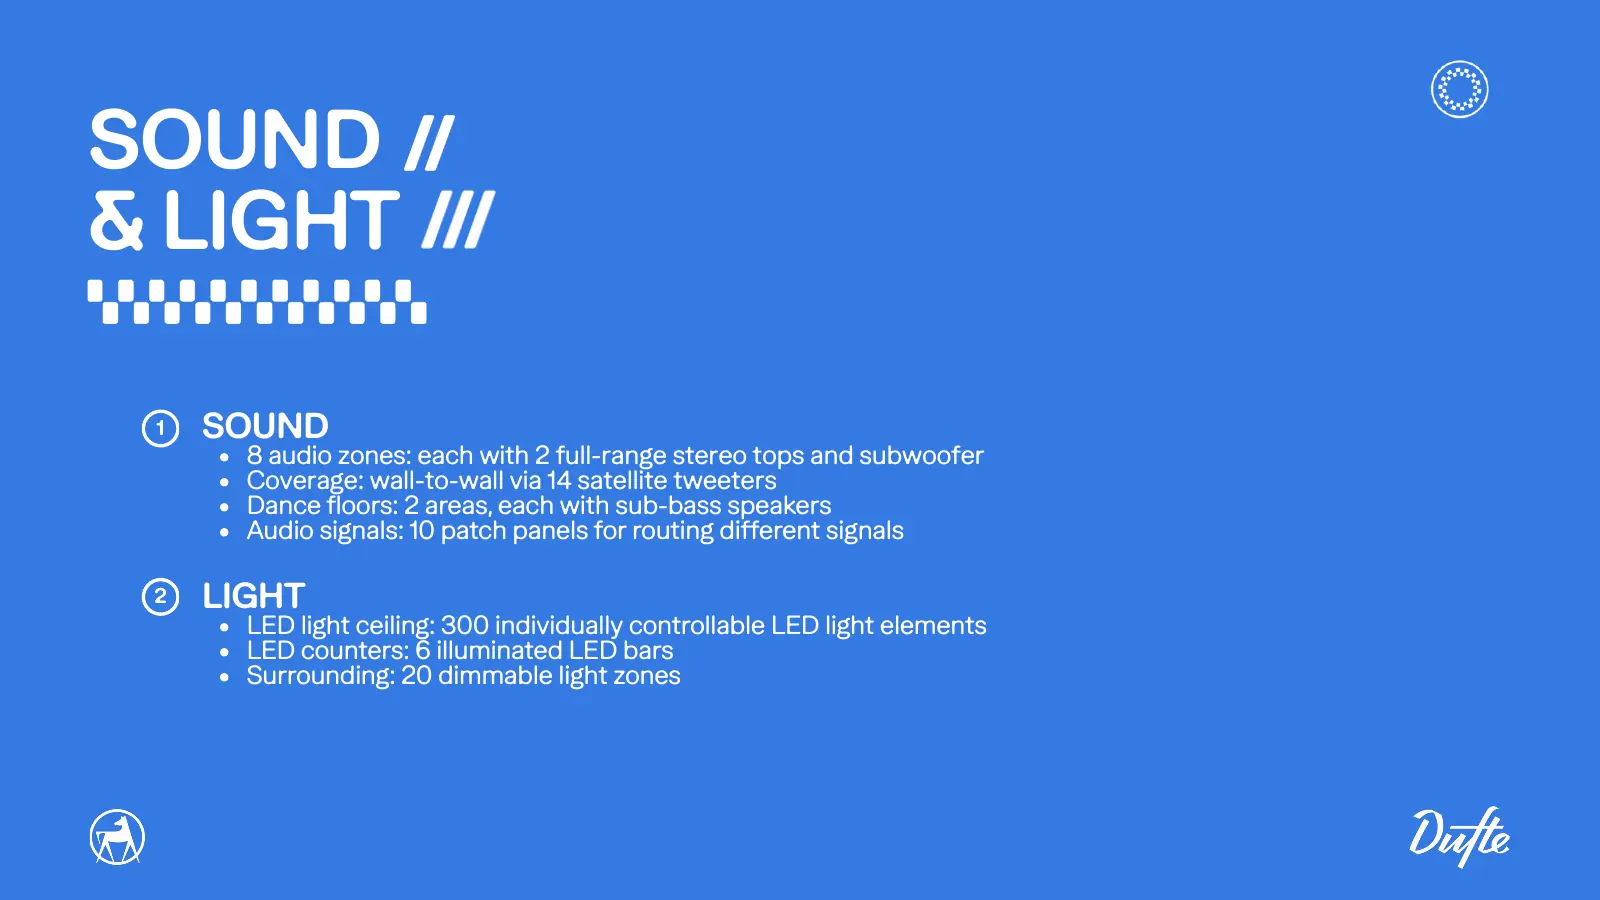 SOUND //
& LIGHT ///
1 SOUND
• 8 audio zones: each with 2 full-range stereo tops and subwoofer
• Coverage: wall-to-wall via 14 satellite tweeters
• Dance floors: 2 areas, each with sub-bass speakers
• Audio signals: 10 patch panels for routing different signals
2 LIGHT
• LED light ceiling: 300 individually controllable LED light elements
• LED counters: 6 illuminated LED bars
• Surrounding: 20 dimmable light zones
Dufte